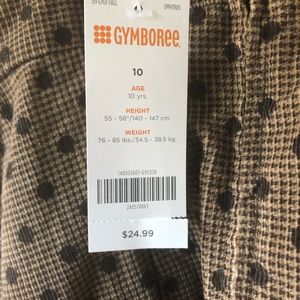 GYMBOREE
10
AGE
10 yrs.
HEIGHT
55 - 58"/140 - 147 cm
WEIGHT
76 - 85 lbs./34.5 - 38.5 kg
$24.99